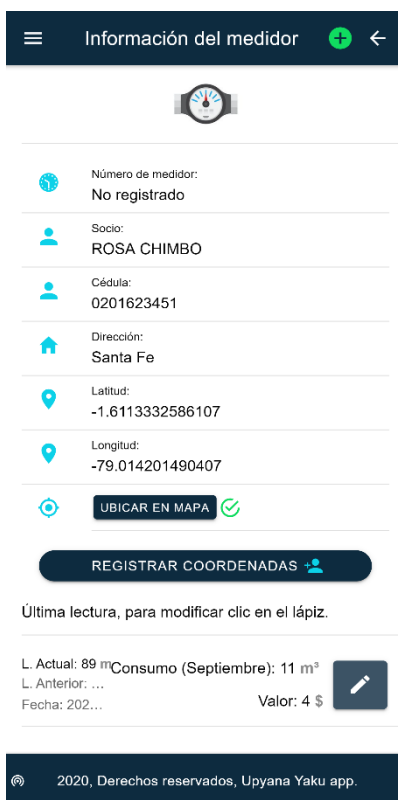 Información del medidor
Número de medidor:
No registrado
Socio:
ROSA CHIMBO
Cédula:
0201623451
Dirección:
Santa Fe
Latitud:
-1.6113332586107
Longitud:
-79.014201490407
UBICAR EN MAPA
REGISTRAR COORDENADAS
Última lectura, para modificar clic en el lápiz.
L. Actual: 89 m
Consumo (Septiembre): 11 m³
L. Anterior: ...
Valor: 4 $
Fecha: 202...
2020, Derechos reservados, Upyana Yaku app.